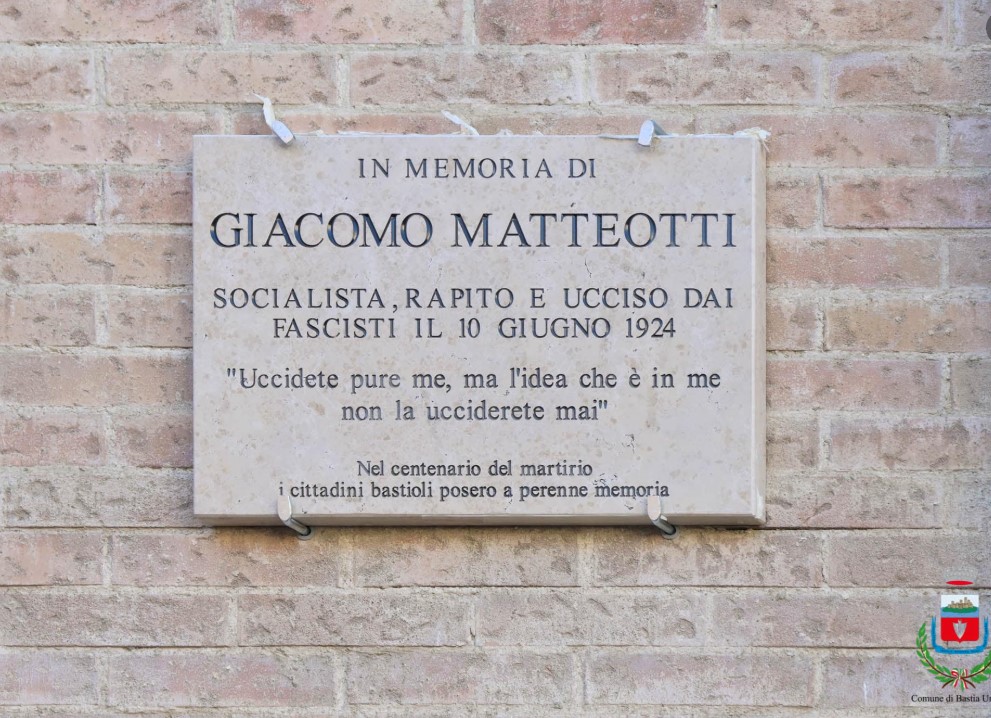 IN MEMORIA DI
GIACOMO MATTEOTTI
SOCIALISTA, RAPITO E UCCISO DAI
FASCISTI IL 10 GIUGNO 1924
"Uccidete pure me, ma l'idea che è in me
non la ucciderete mai"
Nel centenario del martirio
i cittadini bastioli posero a perenne memoria
Comune di Bastia